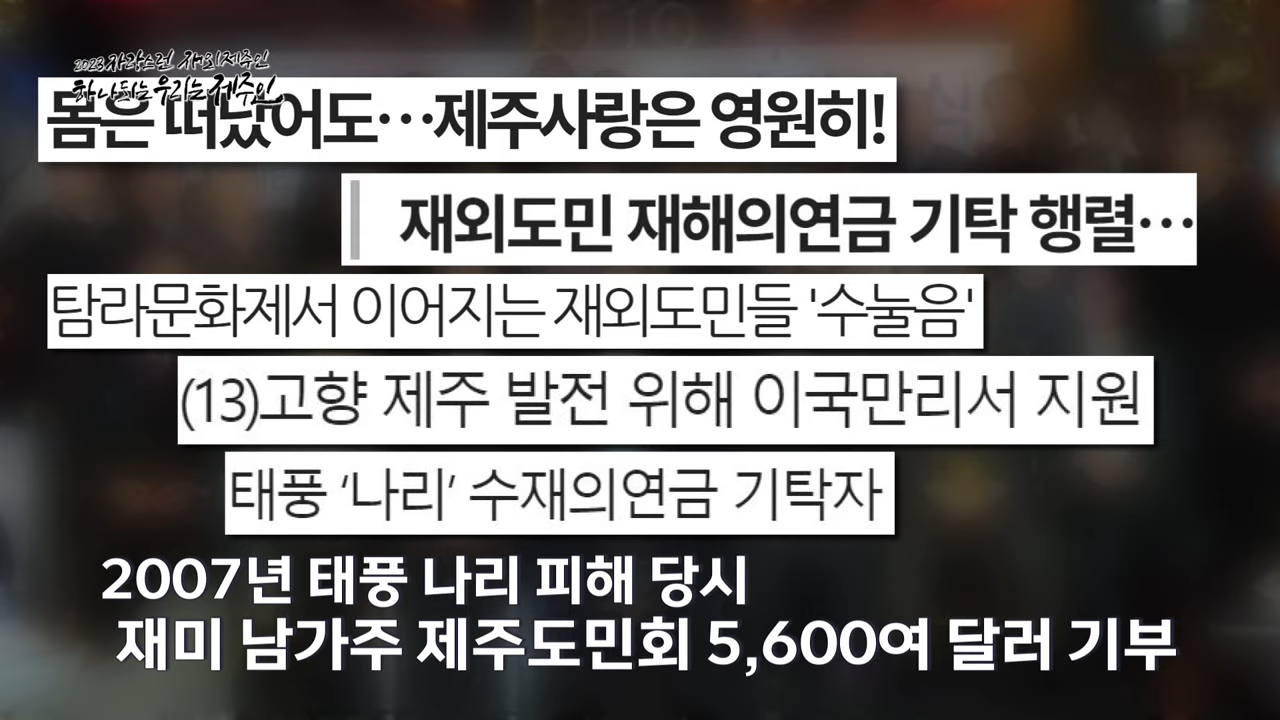 2023 자랑스런 재외제주인
하나되는 우리는 제주인
몸은 떠났어도…제주사랑은 영원히!
재외도민 재해의연금 기탁 행렬…
탐라문화제서 이어지는 재외도민들 '수눌음'
(13)고향 제주 발전 위해 이국만리서 지원
태풍 ‘나리’ 수재의연금 기탁자
2007년 태풍 나리 피해 당시
재미 남가주 제주도민회 5,600여 달러 기부